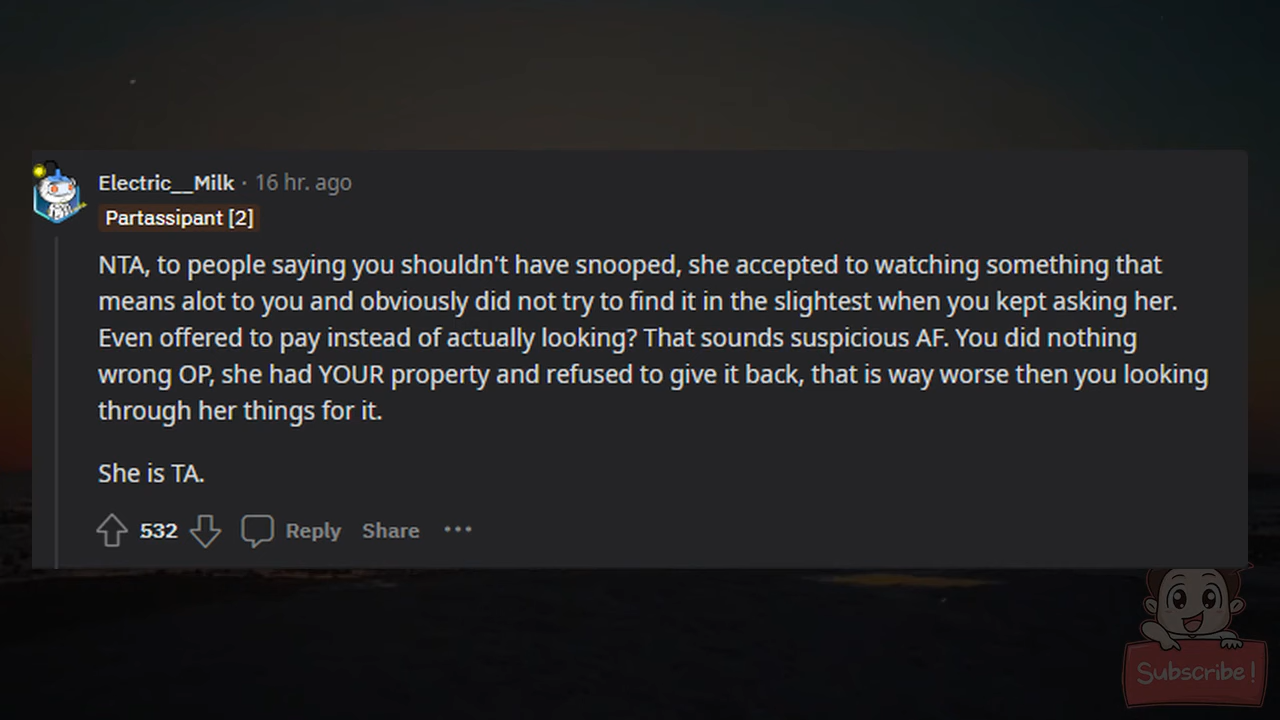 Electric__Milk · 16 hr. ago
Partassipant [2]
NTA, to people saying you shouldn't have snooped, she accepted to watching something that
means alot to you and obviously did not try to find it in the slightest when you kept asking her.
Even offered to pay instead of actually looking? That sounds suspicious AF. You did nothing
wrong OP, she had YOUR property and refused to give it back, that is way worse then you looking
through her things for it.
She is TA.
532 Reply Share ···
Subscribe!